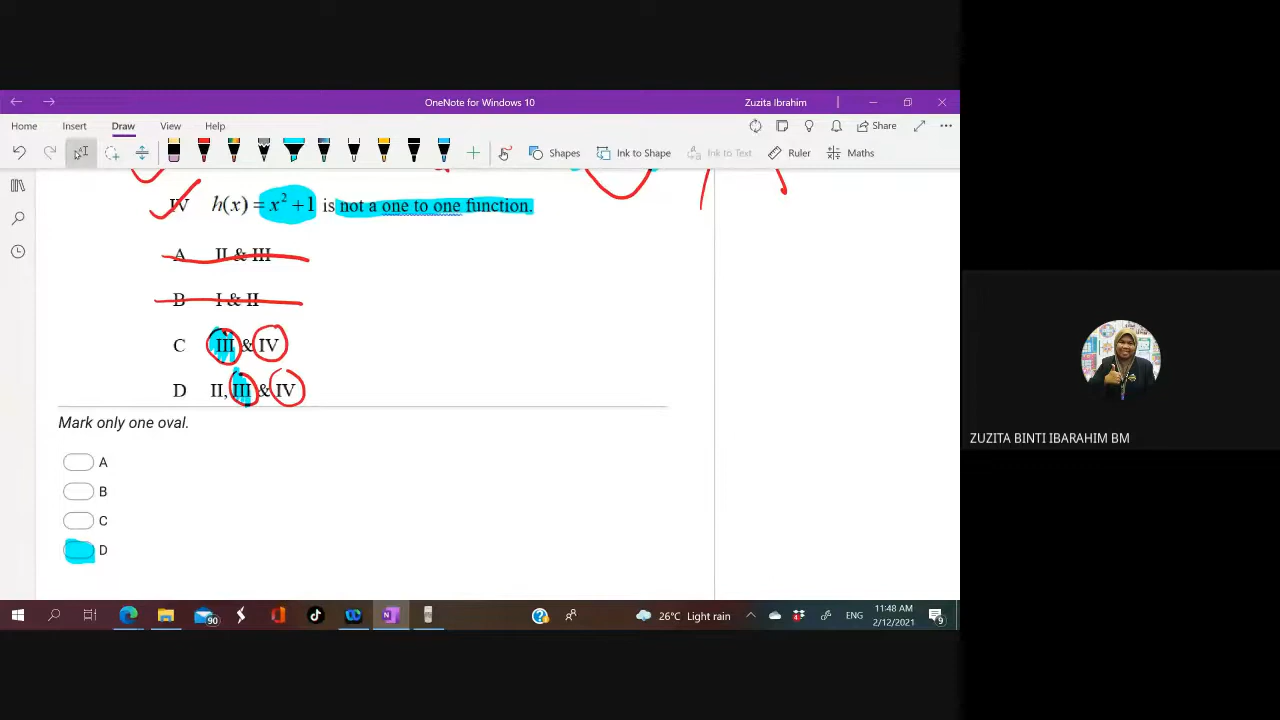 OneNote for Windows 10
Zuzita Ibrahim
Home Insert Draw View Help
Share
Shapes Ink to Shape Ink to Text Ruler Maths
IV h(x) = x² + 1 is not a one to one function.
A II & III
B I & II
C III & IV
D II, III & IV
Mark only one oval.
A
B
C
D
ZUZITA BINTI IBARAHIM BM
90
26°C Light rain
ENG
11:48 AM
2/12/2021
9